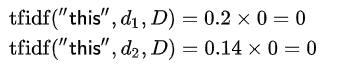 tfidf("this", d₁, D) = 0.2 × 0 = 0
tfidf("this", d₂, D) = 0.14 × 0 = 0